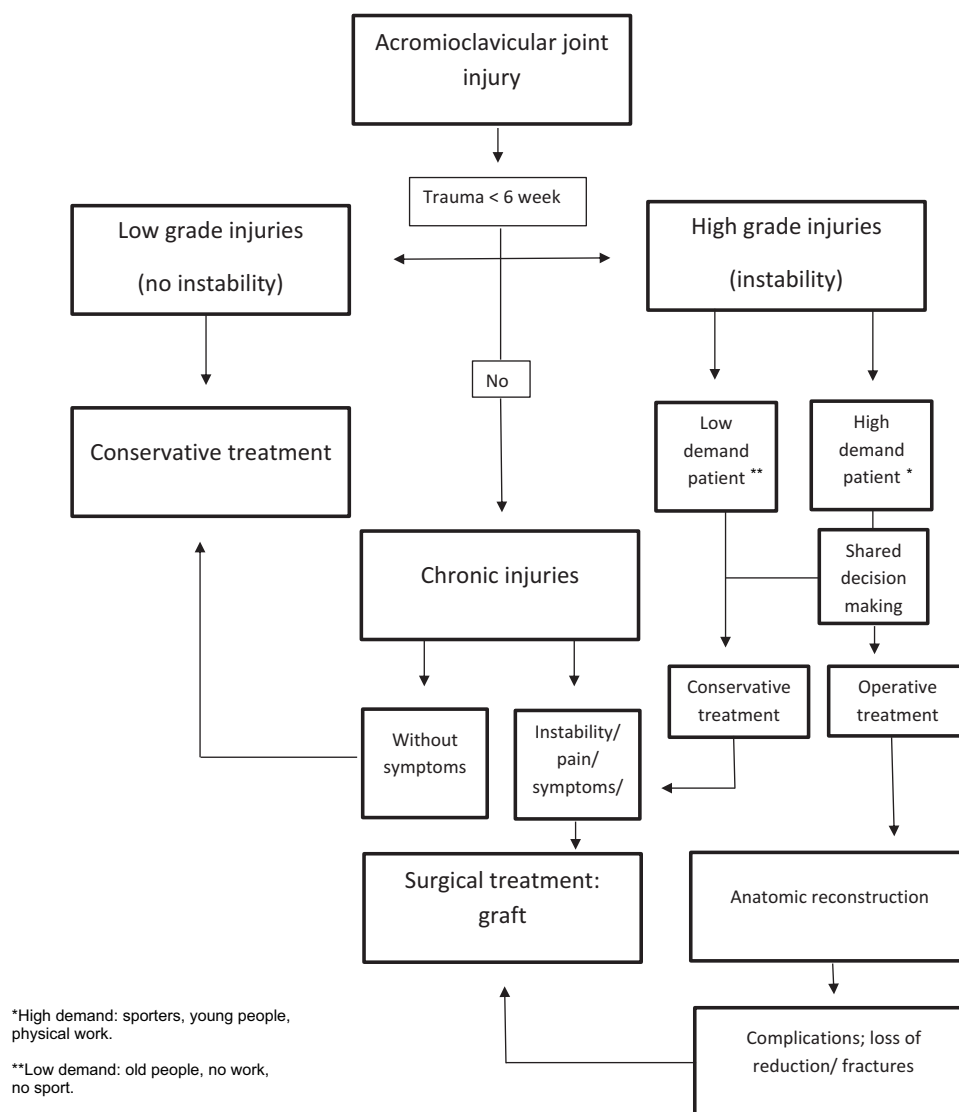 Acromioclavicular joint
injury
Trauma < 6 week
Low grade injuries
(no instability)
High grade injuries
(instability)
No
Conservative treatment
Low
demand
patient **
High
demand
patient *
Shared
decision
making
Chronic injuries
Conservative
treatment
Operative
treatment
Without
symptoms
Instability/
pain/
symptoms/
Surgical treatment:
graft
Anatomic reconstruction
Complications; loss of
reduction/ fractures
*High demand: sporters, young people,
physical work.
**Low demand: old people, no work,
no sport.